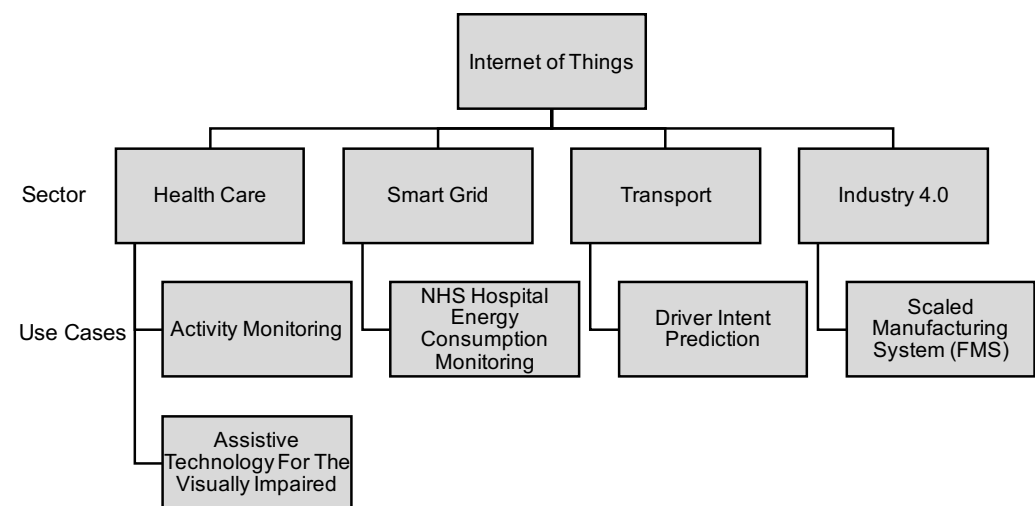 Internet of Things
Sector
Health Care
Smart Grid
Transport
Industry 4.0
Use Cases
Activity Monitoring
NHS Hospital
Energy
Consumption
Monitoring
Driver Intent
Prediction
Scaled
Manufacturing
System (FMS)
Assistive
Technology For The
Visually Impaired